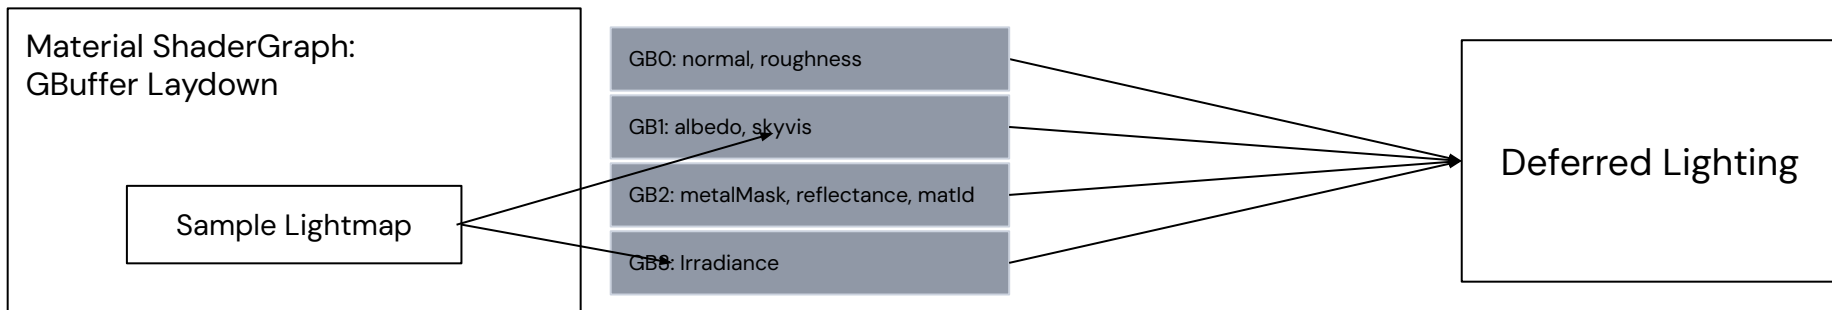 Material ShaderGraph:
GBuffer Laydown
Sample Lightmap
GB0: normal, roughness
GB1: albedo, skyvis
GB2: metalMask, reflectance, matId
GB3: Irradiance
Deferred Lighting